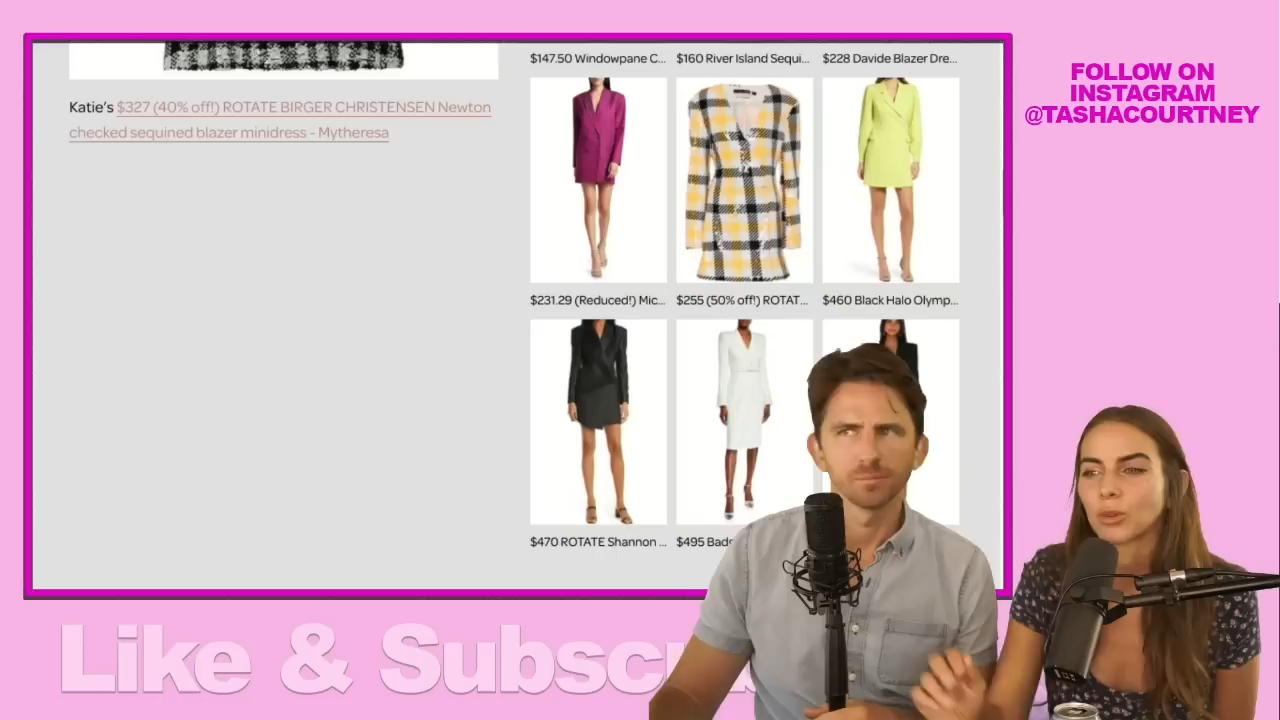 $147.50 Windowpane C...
$160 River Island Sequi...
$228 Davide Blazer Dre...
Katie's $327 (40% off!) ROTATE BIRGER CHRISTENSEN Newton
checked sequined blazer minidress - Mytheresa
$231.29 (Reduced!) Mic...
$255 (50% off!) ROTAT...
$460 Black Halo Olymp...
$470 ROTATE Shannon ...
$495 Badg
FOLLOW ON
INSTAGRAM
@TASHACOURTNEY
Like & Subscrib